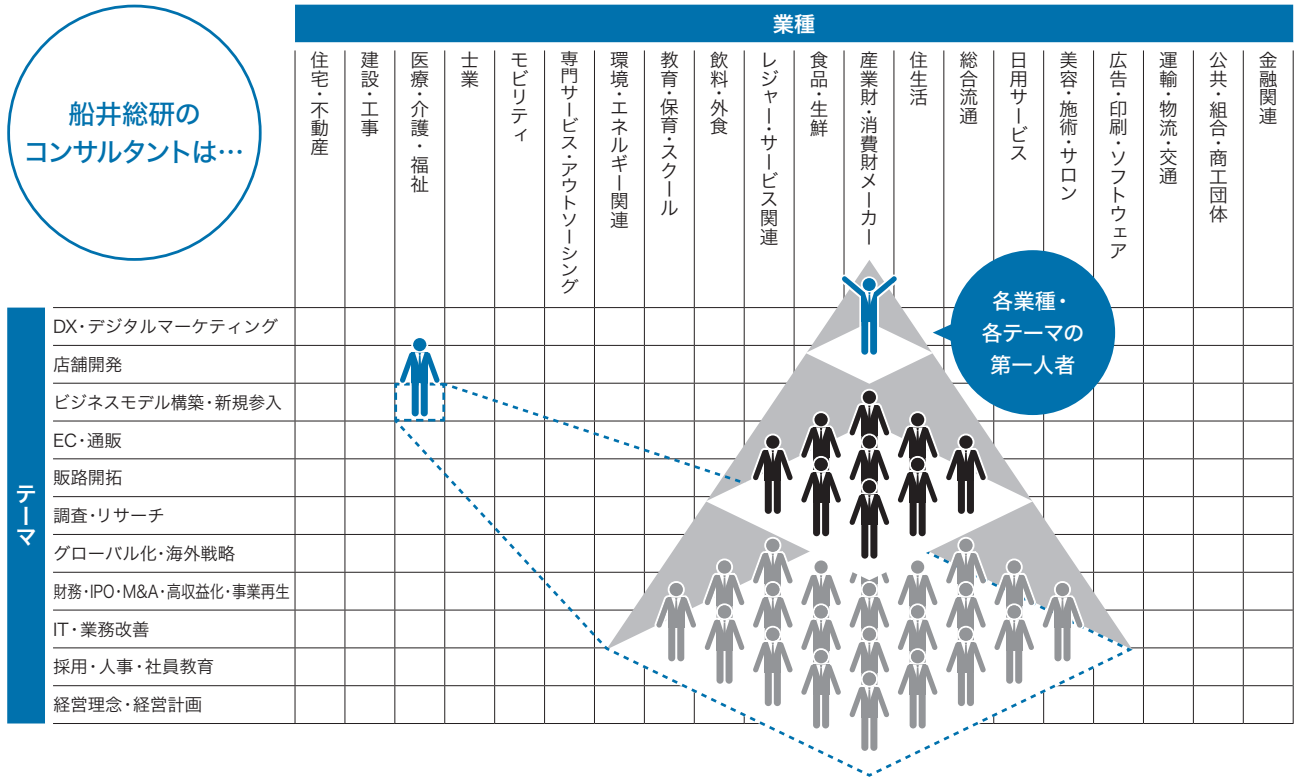 船井総研の
コンサルタントは…
業種
住宅・不動産
建設・工事
医療・介護・福祉
士業
モビリティ
専門サービス・アウトソーシング
環境・エネルギー関連
教育・保育・スクール
飲料・外食
レジャー・サービス関連
食品・生鮮
産業財・消費財メーカー
住生活
総合流通
日用サービス
美容・施術・サロン
広告・印刷・ソフトウェア
運輸・物流・交通
公共・組合・商工団体
金融関連
各業種・
各テーマの
第一人者
テーマ
DX・デジタルマーケティング
店舗開発
ビジネスモデル構築・新規参入
EC・通販
販路開拓
調査・リサーチ
グローバル化・海外戦略
財務・IPO・M&A・高収益化・事業再生
IT・業務改善
採用・人事・社員教育
経営理念・経営計画